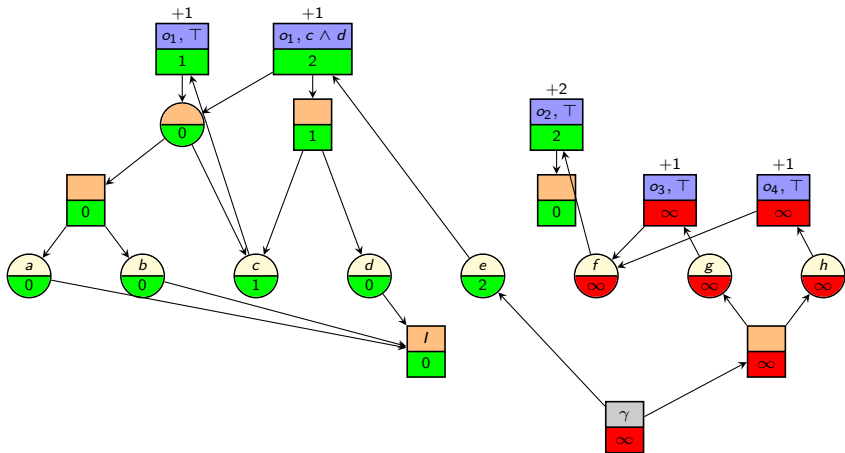 +1 +1
o₁, ⊤ o₁, c ∧ d
1 2
+2
o₂, ⊤
0 1 2
+1 +1
o₃, ⊤ o₄, ⊤
0 0 ∞ ∞
a b c d e f g h
0 0 1 0 2 ∞ ∞ ∞
I
0 ∞
γ
∞